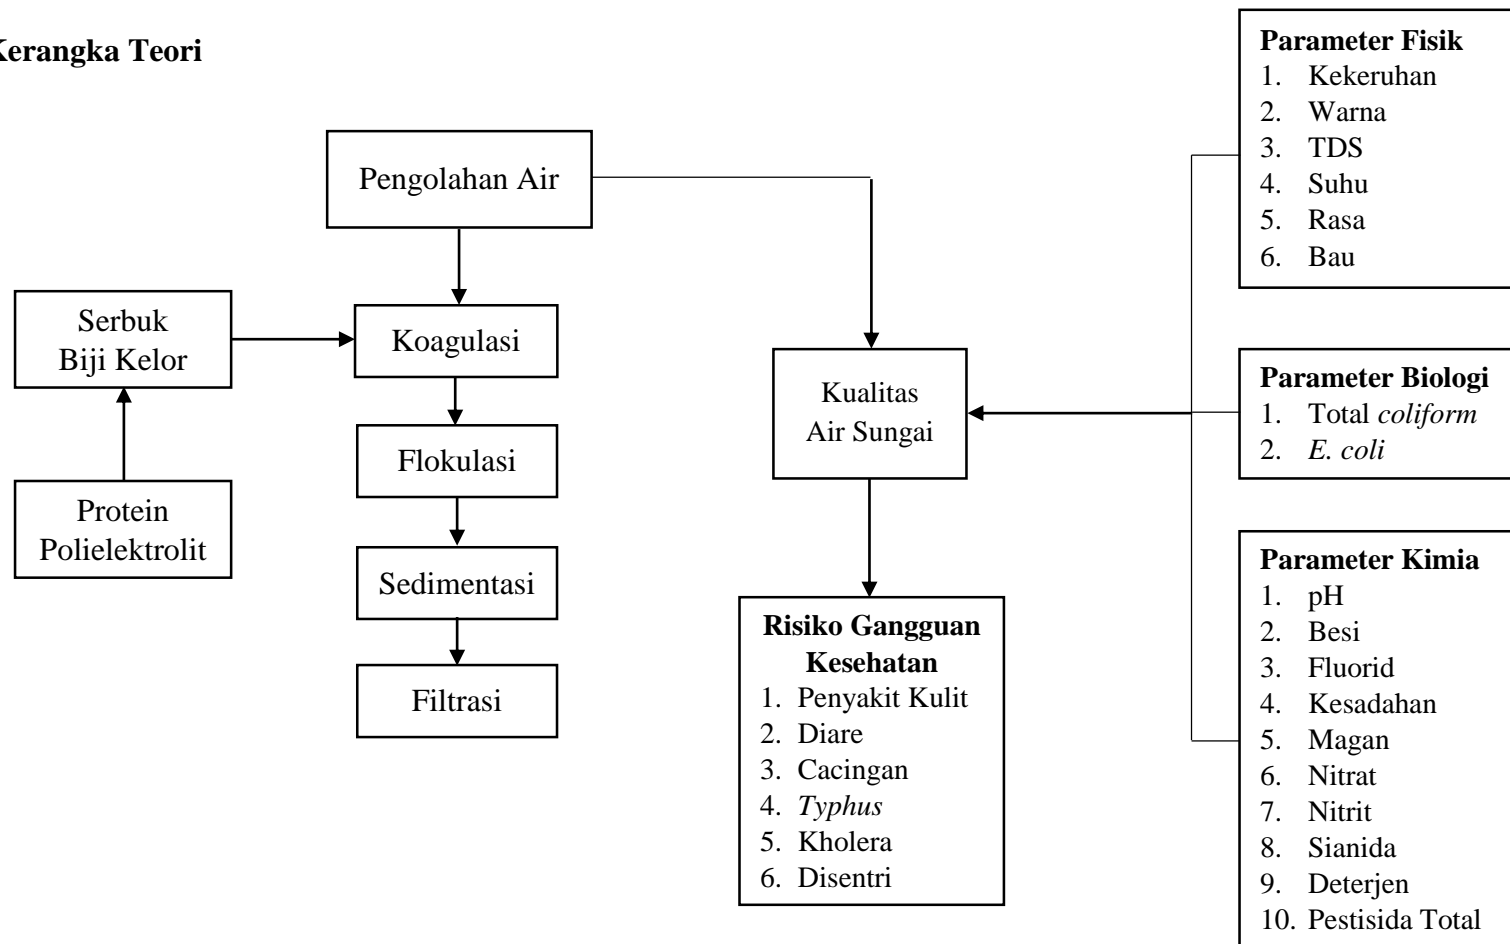 Kerangka Teori
Pengolahan Air
Serbuk
Biji Kelor
Protein
Polielektrolit
Koagulasi
Flokulasi
Sedimentasi
Filtrasi
Kualitas
Air Sungai
Risiko Gangguan
Kesehatan
1. Penyakit Kulit
2. Diare
3. Cacingan
4. Typhus
5. Kholera
6. Disentri
Parameter Fisik
1. Kekeruhan
2. Warna
3. TDS
4. Suhu
5. Rasa
6. Bau
Parameter Biologi
1. Total coliform
2. E. coli
Parameter Kimia
1. pH
2. Besi
3. Fluorid
4. Kesadahan
5. Magan
6. Nitrat
7. Nitrit
8. Sianida
9. Deterjen
10. Pestisida Total